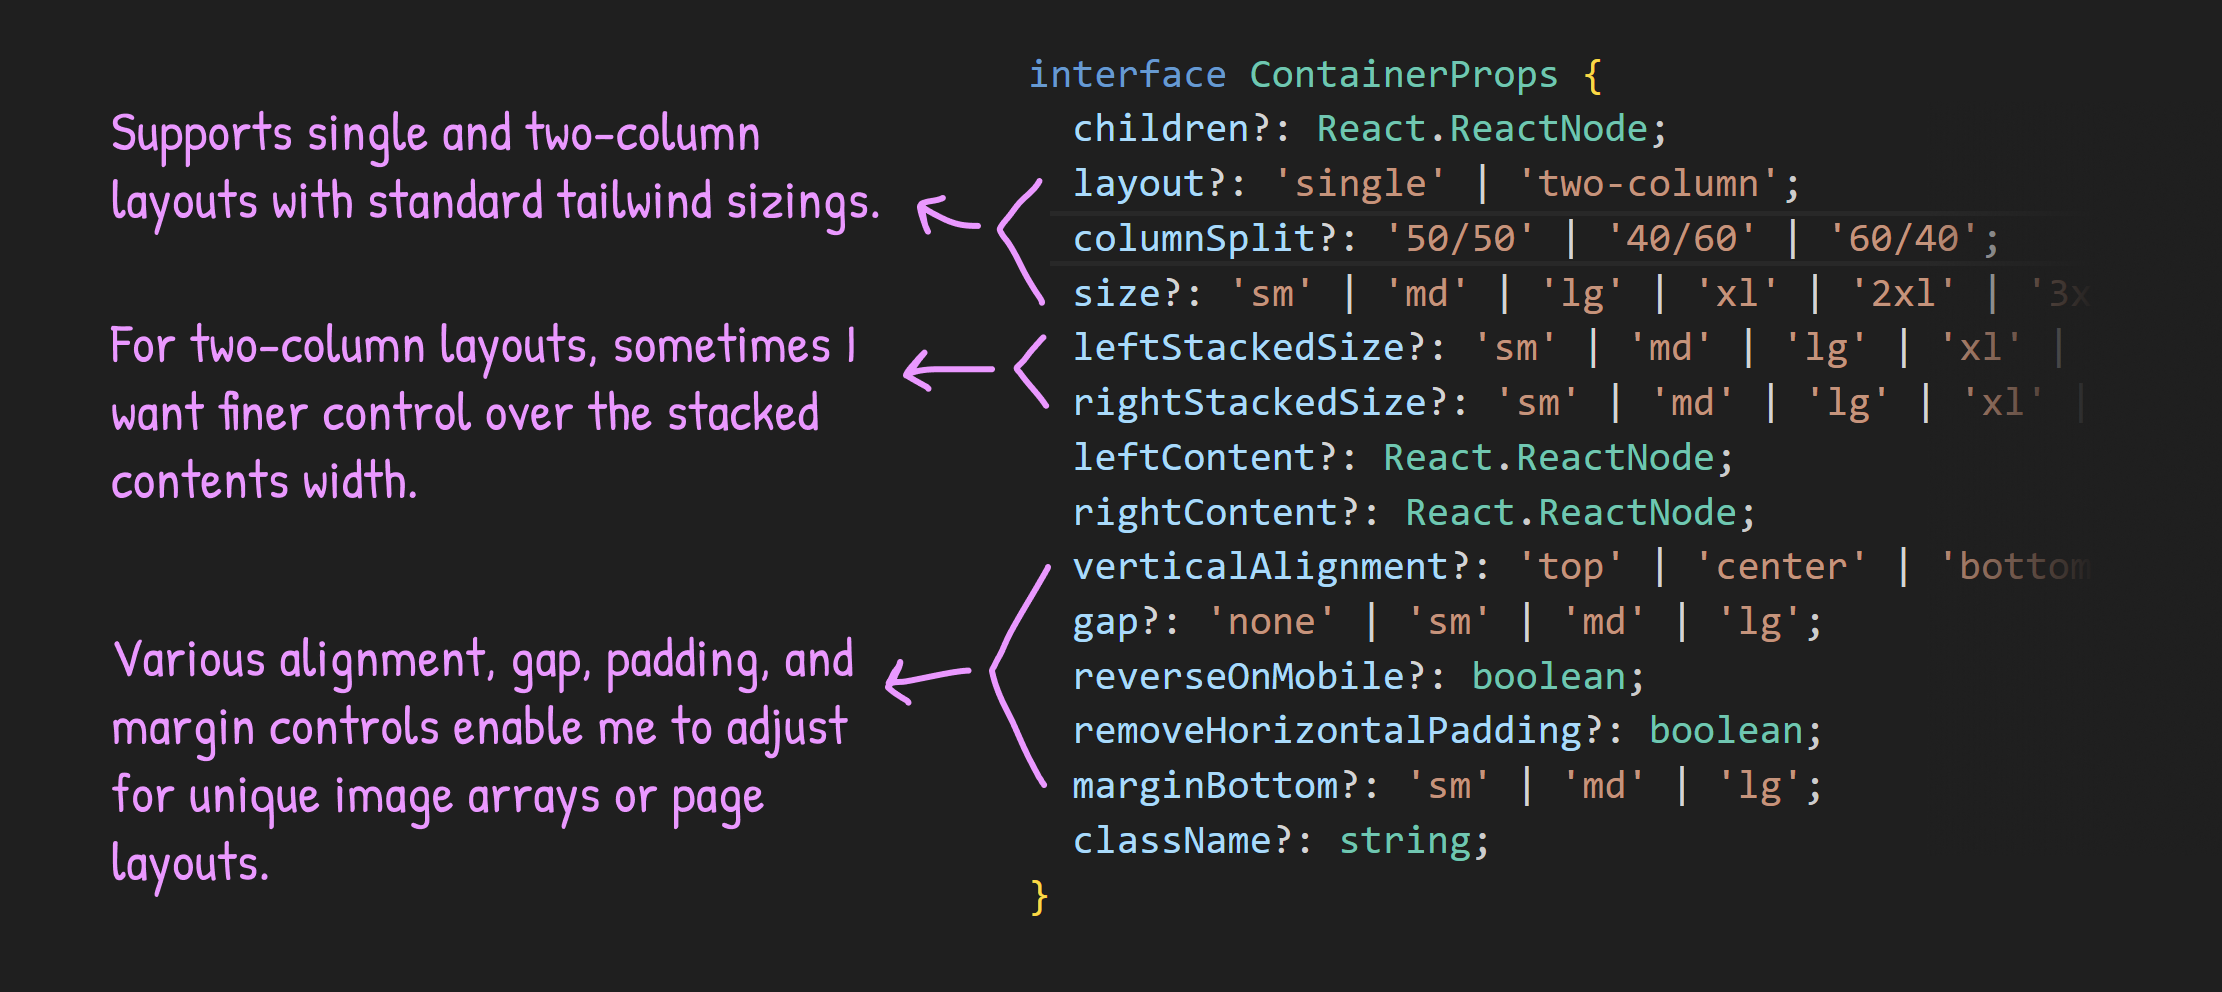 Supports single and two-column
layouts with standard tailwind sizings.
For two-column layouts, sometimes I
want finer control over the stacked
contents width.
Various alignment, gap, padding, and
margin controls enable me to adjust
for unique image arrays or page
layouts.
interface ContainerProps {
children?: React.ReactNode;
layout?: 'single' | 'two-column';
columnSplit?: '50/50' | '40/60' | '60/40';
size?: 'sm' | 'md' | 'lg' | 'xl' | '2xl' | '3x
leftStackedSize?: 'sm' | 'md' | 'lg' | 'xl' |
rightStackedSize?: 'sm' | 'md' | 'lg' | 'xl' |
leftContent?: React.ReactNode;
rightContent?: React.ReactNode;
verticalAlignment?: 'top' | 'center' | 'bottom
gap?: 'none' | 'sm' | 'md' | 'lg';
reverseOnMobile?: boolean;
removeHorizontalPadding?: boolean;
marginBottom?: 'sm' | 'md' | 'lg';
className?: string;
}